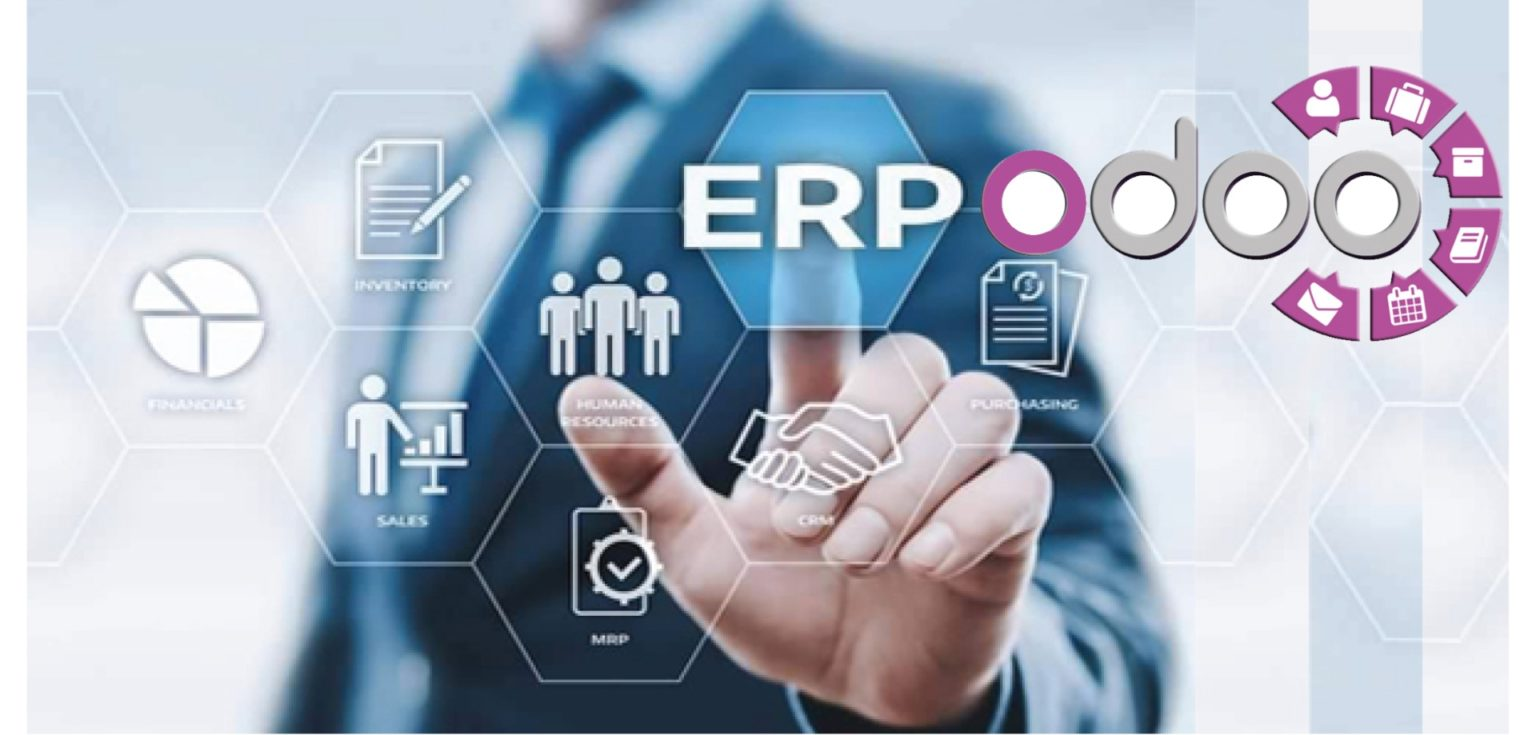 ERP odoo
INVENTORY
FINANCIALS
HUMAN
RESOURCES
PURCHASING
SALES
CRM
MRP